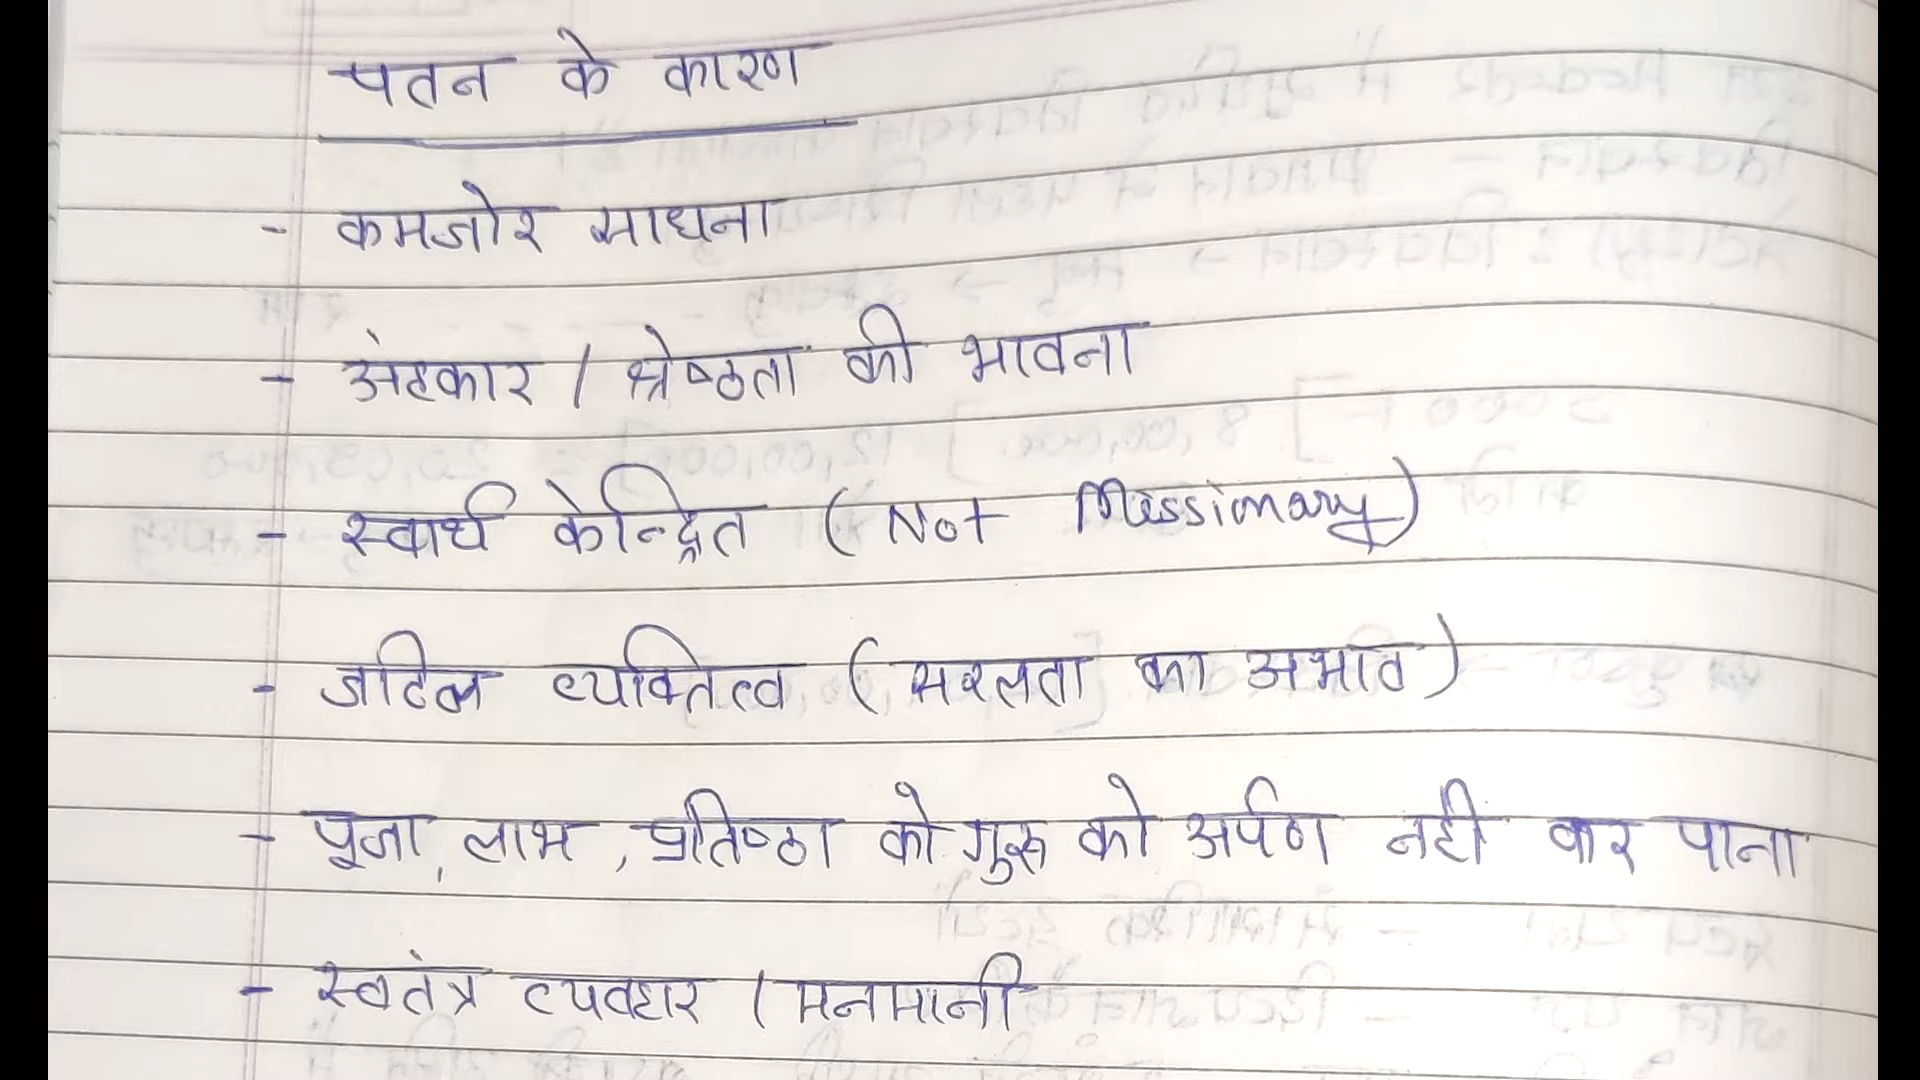 पतन के कारण
- कमजोर साधना
- अंहकार / श्रेष्ठता की भावना
- स्वार्थ केन्द्रित (Not Missionary)
- जटिल व्यक्तित्व (सरलता का अभाव)
- पूजा, लाभ, प्रतिष्ठा को गुरू को अर्पण नही कर पाना
- स्वतंत्र व्यवहार / मनमानी